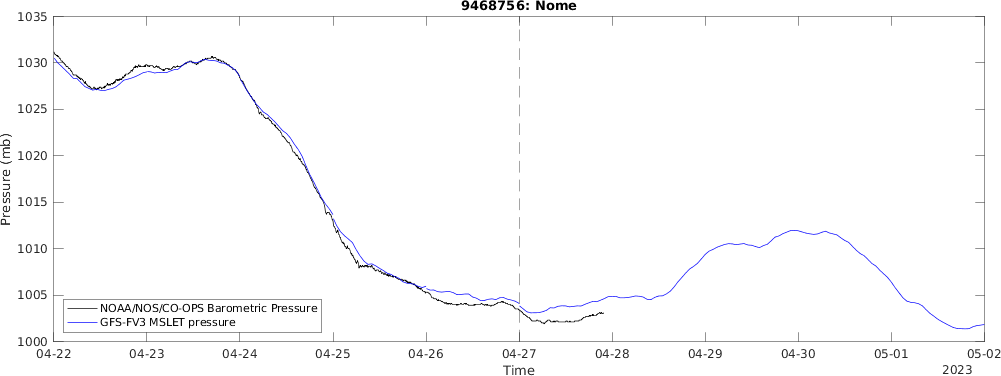 9468756: Nome
Pressure (mb)
1035
1030
1025
1020
1015
1010
1005
1000
NOAA/NOS/CO-OPS Barometric Pressure
GFS-FV3 MSLET pressure
04-22 04-23 04-24 04-25 04-26 04-27 04-28 04-29 04-30 05-01 05-02
Time
2023